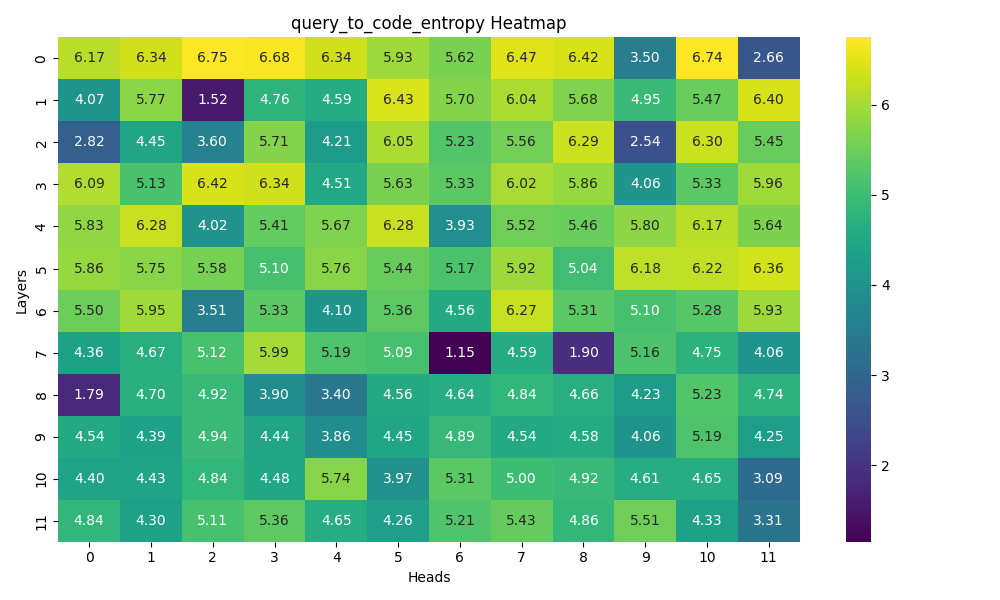 query_to_code_entropy Heatmap
0 6.17 6.34 6.75 6.68 6.34 5.93 5.62 6.47 6.42 3.50 6.74 2.66
1 4.07 5.77 1.52 4.76 4.59 6.43 5.70 6.04 5.68 4.95 5.47 6.40
2 2.82 4.45 3.60 5.71 4.21 6.05 5.23 5.56 6.29 2.54 6.30 5.45
3 6.09 5.13 6.42 6.34 4.51 5.63 5.33 6.02 5.86 4.06 5.33 5.96
4 5.83 6.28 4.02 5.41 5.67 6.28 3.93 5.52 5.46 5.80 6.17 5.64
5 5.86 5.75 5.58 5.10 5.76 5.44 5.17 5.92 5.04 6.18 6.22 6.36
6 5.50 5.95 3.51 5.33 4.10 5.36 4.56 6.27 5.31 5.10 5.28 5.93
7 4.36 4.67 5.12 5.99 5.19 5.09 1.15 4.59 1.90 5.16 4.75 4.06
8 1.79 4.70 4.92 3.90 3.40 4.56 4.64 4.84 4.66 4.23 5.23 4.74
9 4.54 4.39 4.94 4.44 3.86 4.45 4.89 4.54 4.58 4.06 5.19 4.25
10 4.40 4.43 4.84 4.48 5.74 3.97 5.31 5.00 4.92 4.61 4.65 3.09
11 4.84 4.30 5.11 5.36 4.65 4.26 5.21 5.43 4.86 5.51 4.33 3.31
0 1 2 3 4 5 6 7 8 9 10 11
Heads
Layers
6
5
4
3
2